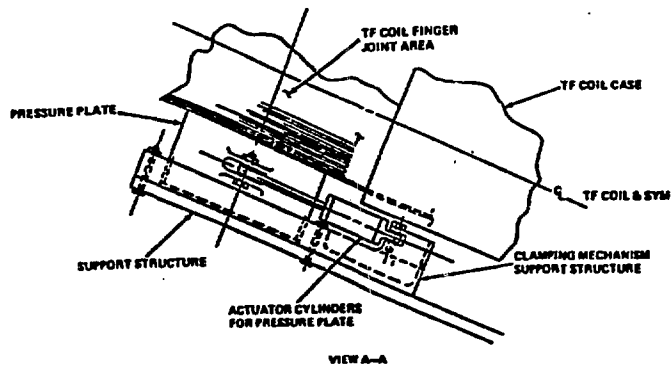 TF COIL FINGER
JOINT AREA
TF COIL CASE
PRESSURE PLATE
℄ TF COIL & SYM
SUPPORT STRUCTURE
CLAMPING MECHANISM
SUPPORT STRUCTURE
ACTUATOR CYLINDERS
FOR PRESSURE PLATE
VIEW A–A